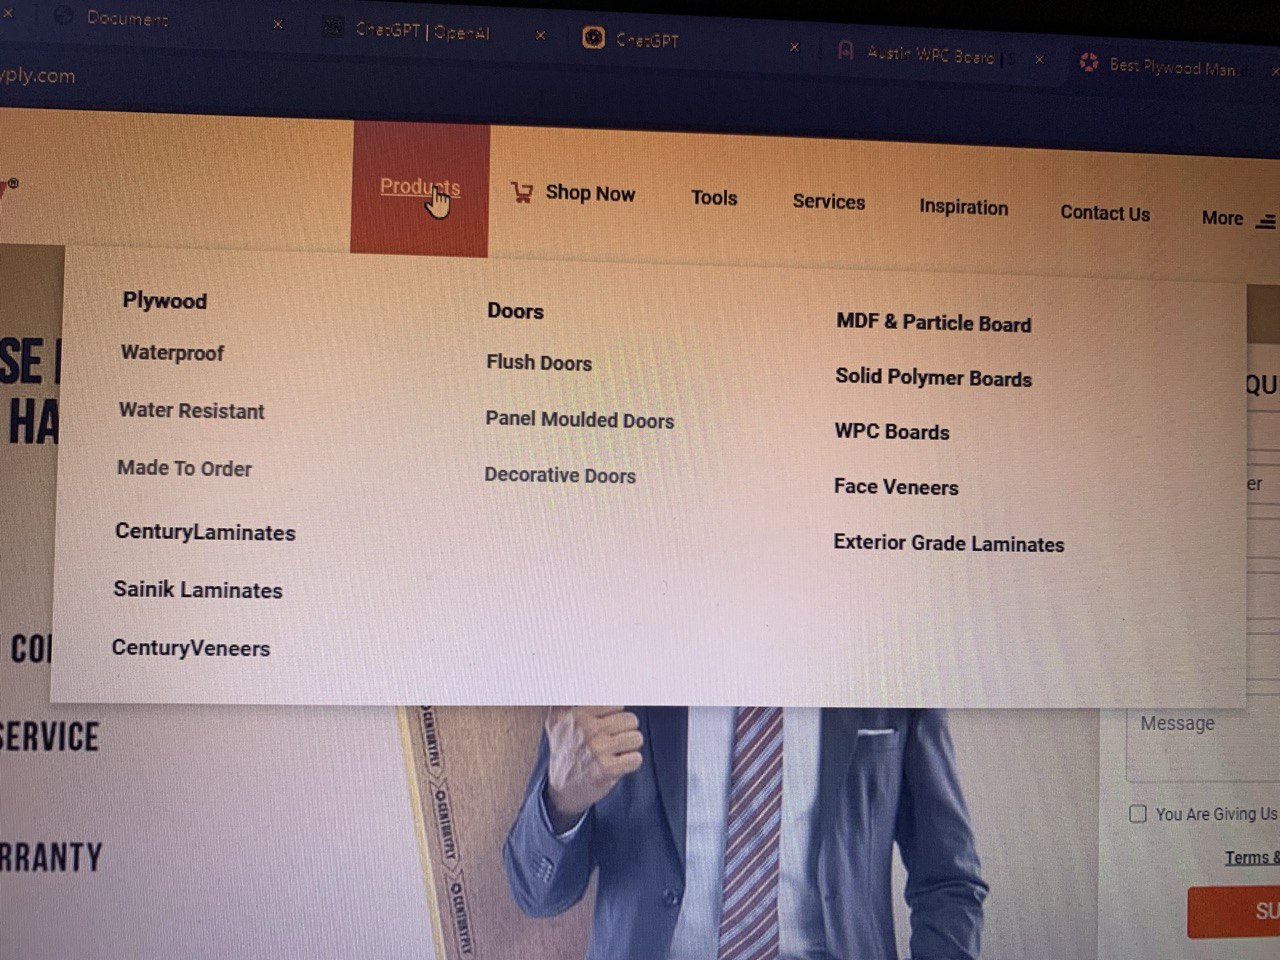 Document
ChatGPT | OpenAI
ChatGPT
Austin WPC Board | S
Best Plywood Man
yply.com
Products
Shop Now
Tools
Services
Inspiration
Contact Us
More
Plywood
Waterproof
Water Resistant
Made To Order
CenturyLaminates
Sainik Laminates
CenturyVeneers
Doors
Flush Doors
Panel Moulded Doors
Decorative Doors
MDF & Particle Board
Solid Polymer Boards
WPC Boards
Face Veneers
Exterior Grade Laminates
SE
HA
COI
SERVICE
RRANTY
CENTURYPLY
CENTURYPLY
CENTURYPLY
QU
er
Message
You Are Giving Us
Terms &
SU